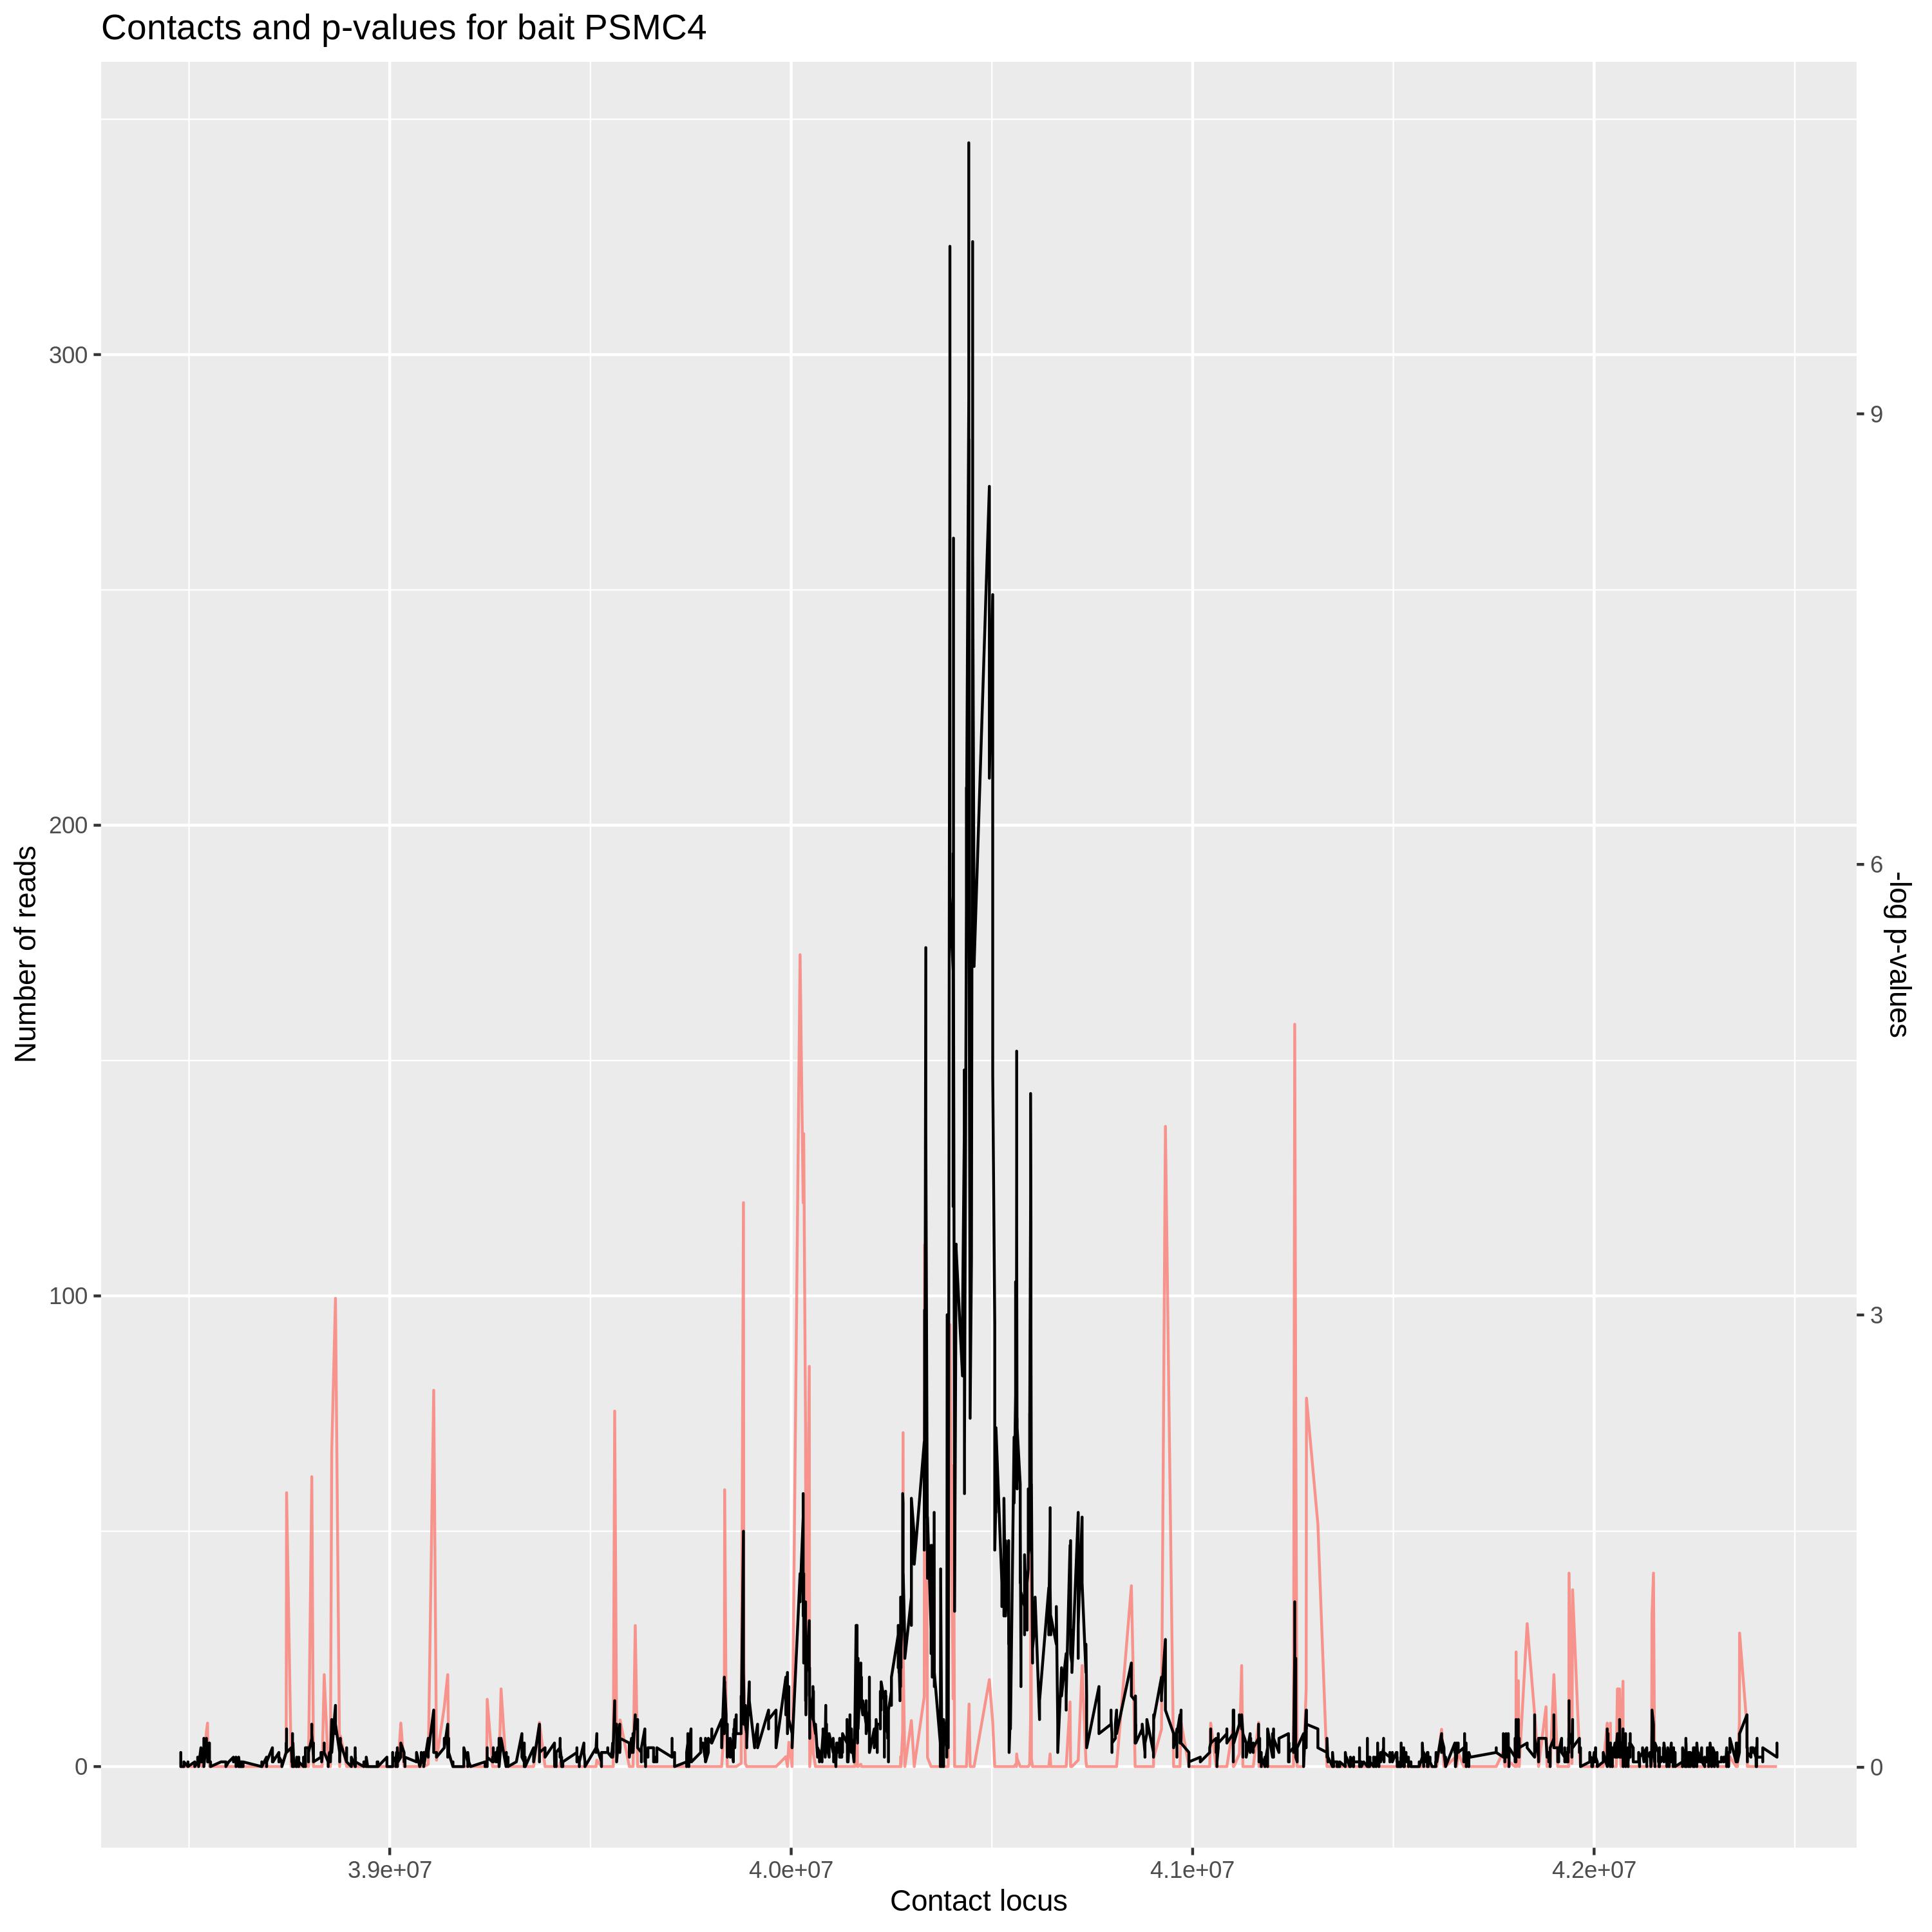 Contacts and p-values for bait PSMC4
Number of reads
300
200
100
0
9
6
3
0
-log p-values
3.9e+07
4.0e+07
4.1e+07
4.2e+07
Contact locus